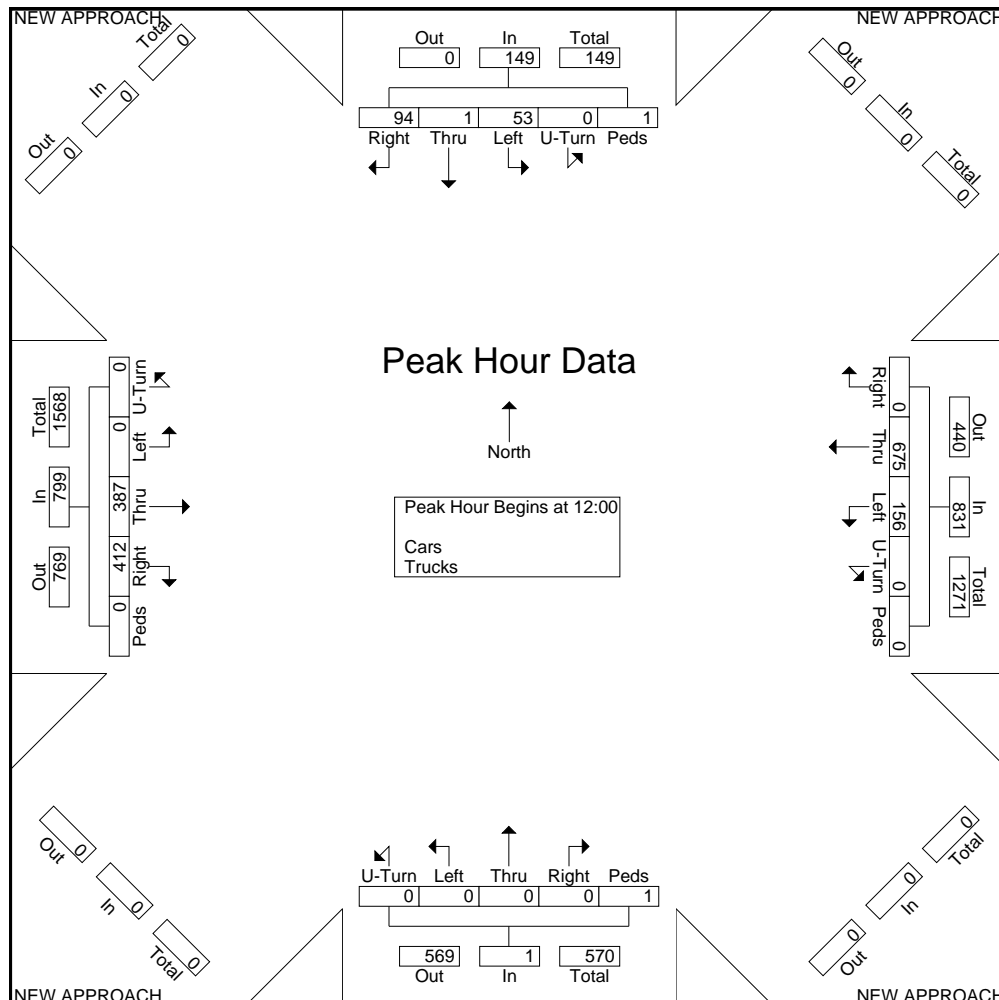 NEW APPROACH
NEW APPROACH
Total
0
In
0
Out
0
Out In Total
0 149 149
94 1 53 0 1
Right Thru Left U-Turn Peds
Out
0
In
0
Total
0
Peak Hour Data
North
Peak Hour Begins at 12:00
Cars
Trucks
Total
1568
In
799
Out
769
0 U-Turn
0 Left
387 Thru
412 Right
0 Peds
Right 0
Thru 675
Left 156
U-Turn 0
Peds 0
Out
440
In
831
Total
1271
U-Turn Left Thru Right Peds
0 0 0 0 1
569 1 570
Out In Total
Out
0
In
0
Total
0
Total
0
In
0
Out
0
NEW APPROACH
NEW APPROACH